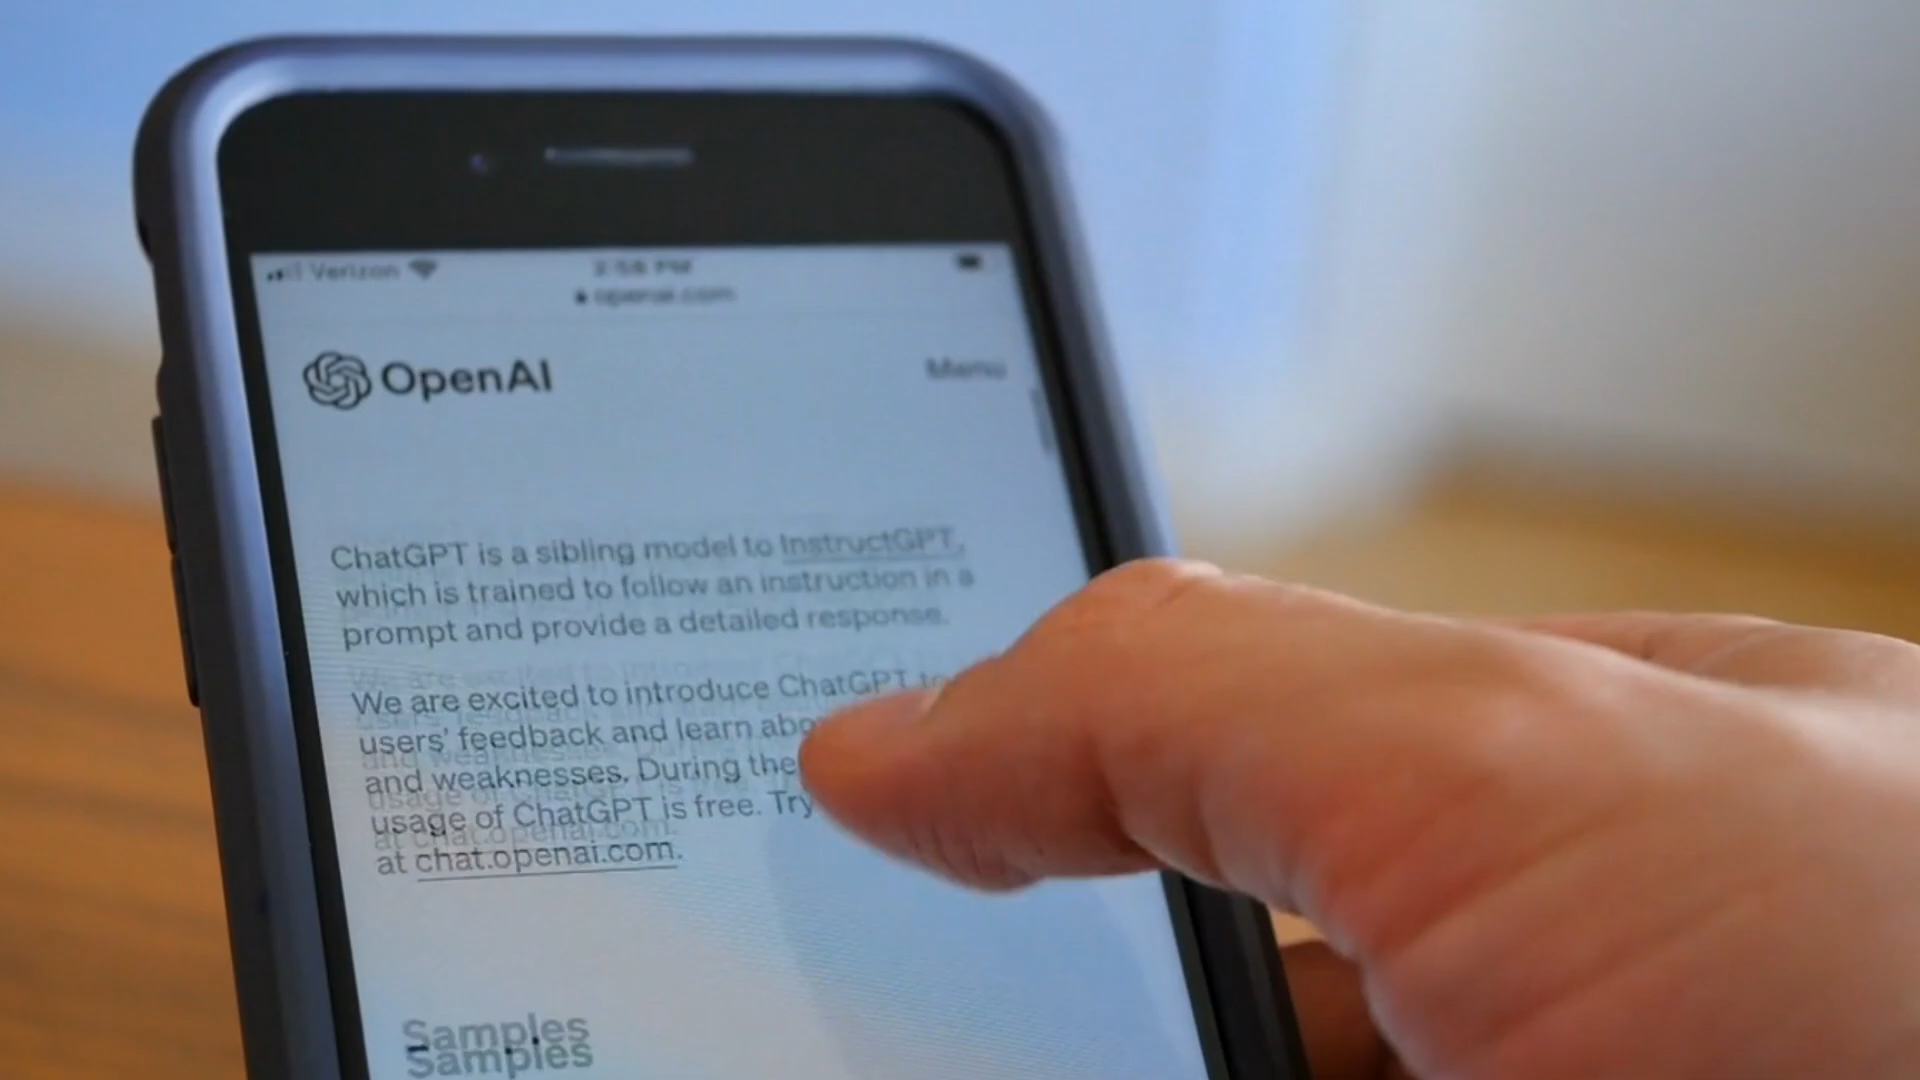 Verizon 2:58 PM
openai.com
OpenAI Menu
ChatGPT is a sibling model to InstructGPT,
which is trained to follow an instruction in a
prompt and provide a detailed response.
We are excited to introduce ChatGPT to
users' feedback and learn
and weaknesses. During the
usage of ChatGPT is free. Try
at chat.openai.com.
Samples